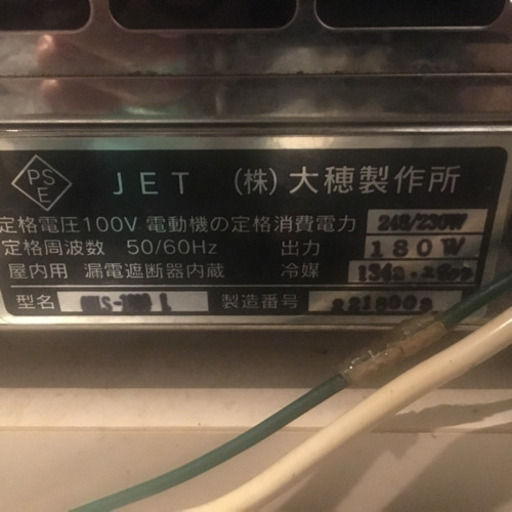 PS
E
JET (株)大穂製作所
定格電圧100V 電動機の定格消費電力 248/230W
定格周波数 50/60Hz 出力 180W
屋内用 漏電遮断器内蔵 冷媒 134a
型名 製造番号